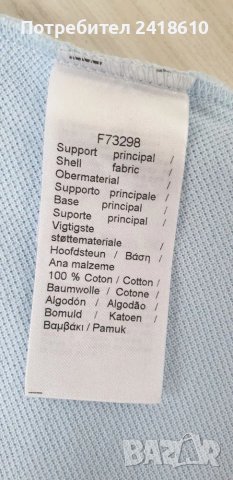 Потребител 2418610
F73298
Support principal /
Shell fabric /
Obermaterial /
Supporto principale /
Base principal /
Suporte principal /
Vigtigste
støttemateriale /
Hoofdsteun / Βάση /
Ana malzeme
100 % Coton / Cotton /
Baumwolle / Cotone /
Algodón / Algodão /
Bomuld / Katoen /
Βαμβάκι / Pamuk
BAZAR